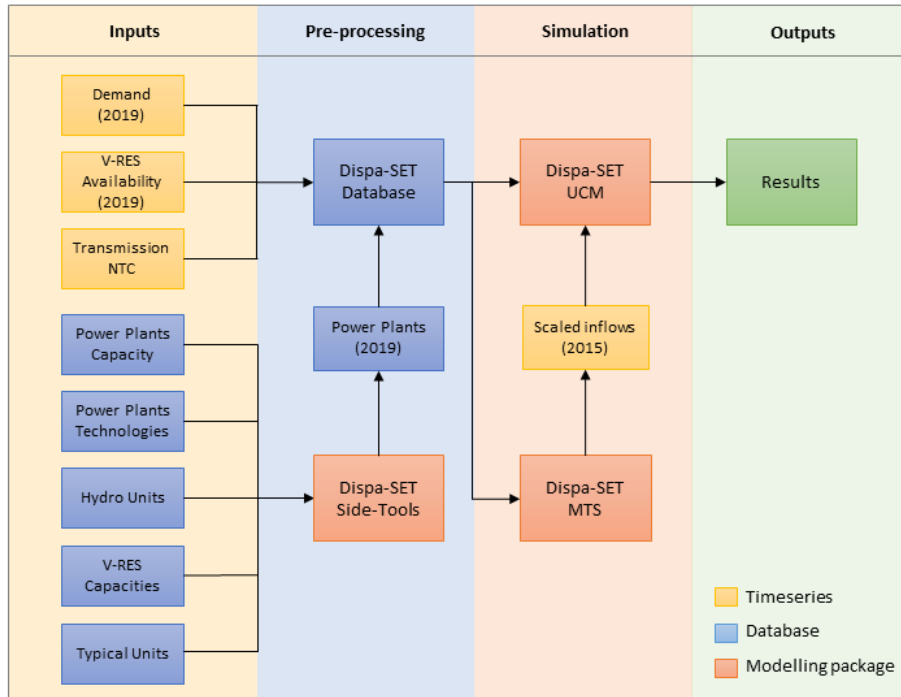 Inputs
Pre-processing
Simulation
Outputs
Demand
(2019)
V-RES
Availability
(2019)
Transmission
NTC
Power Plants
Capacity
Power Plants
Technologies
Hydro Units
V-RES
Capacities
Typical Units
Dispa-SET
Database
Power Plants
(2019)
Dispa-SET
Side-Tools
Dispa-SET
UCM
Scaled inflows
(2015)
Dispa-SET
MTS
Results
Timeseries
Database
Modelling package